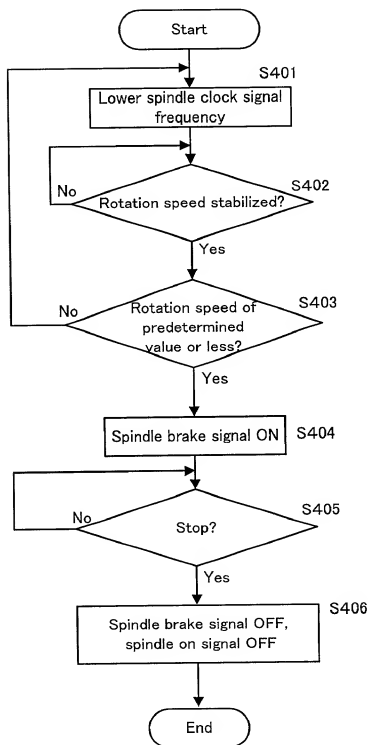 Start
S401
Lower spindle clock signal
frequency
No
S402
Rotation speed stabilized?
Yes
No
S403
Rotation speed of
predetermined
value or less?
Yes
Spindle brake signal ON
S404
No
S405
Stop?
Yes
S406
Spindle brake signal OFF,
spindle on signal OFF
End